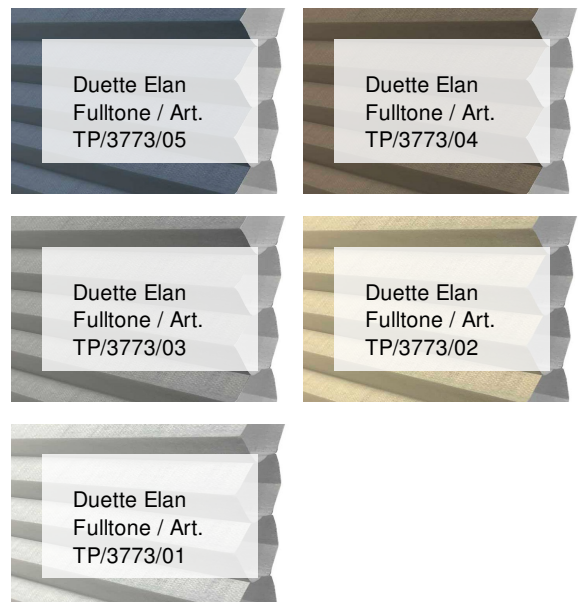 Duette Elan
Fulltone / Art.
TP/3773/05
Duette Elan
Fulltone / Art.
TP/3773/04
Duette Elan
Fulltone / Art.
TP/3773/03
Duette Elan
Fulltone / Art.
TP/3773/02
Duette Elan
Fulltone / Art.
TP/3773/01